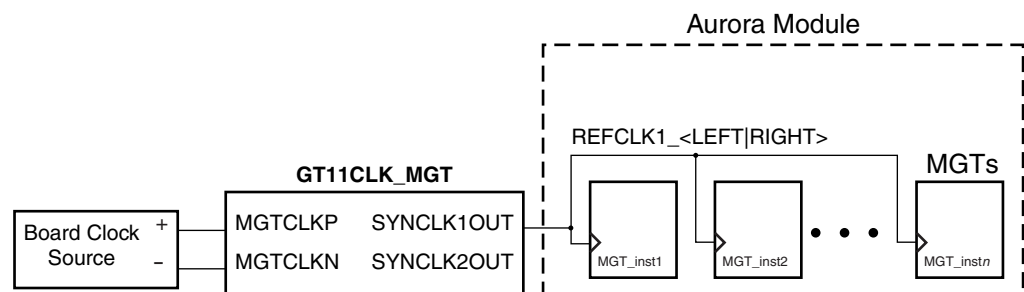 Aurora Module
REFCLK1_<LEFT|RIGHT>
MGTs
GT11CLK_MGT
Board Clock
Source
+
–
MGTCLKP
SYNCLK1OUT
MGTCLKN
SYNCLK2OUT
MGT_inst1
MGT_inst2
MGT_instn